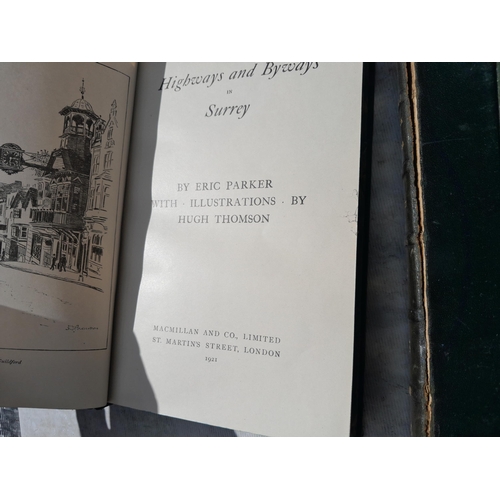 Highways and Byways
in
Surrey
BY ERIC PARKER
WITH · ILLUSTRATIONS · BY
HUGH THOMSON
MACMILLAN AND CO., LIMITED
ST. MARTIN'S STREET, LONDON
1921